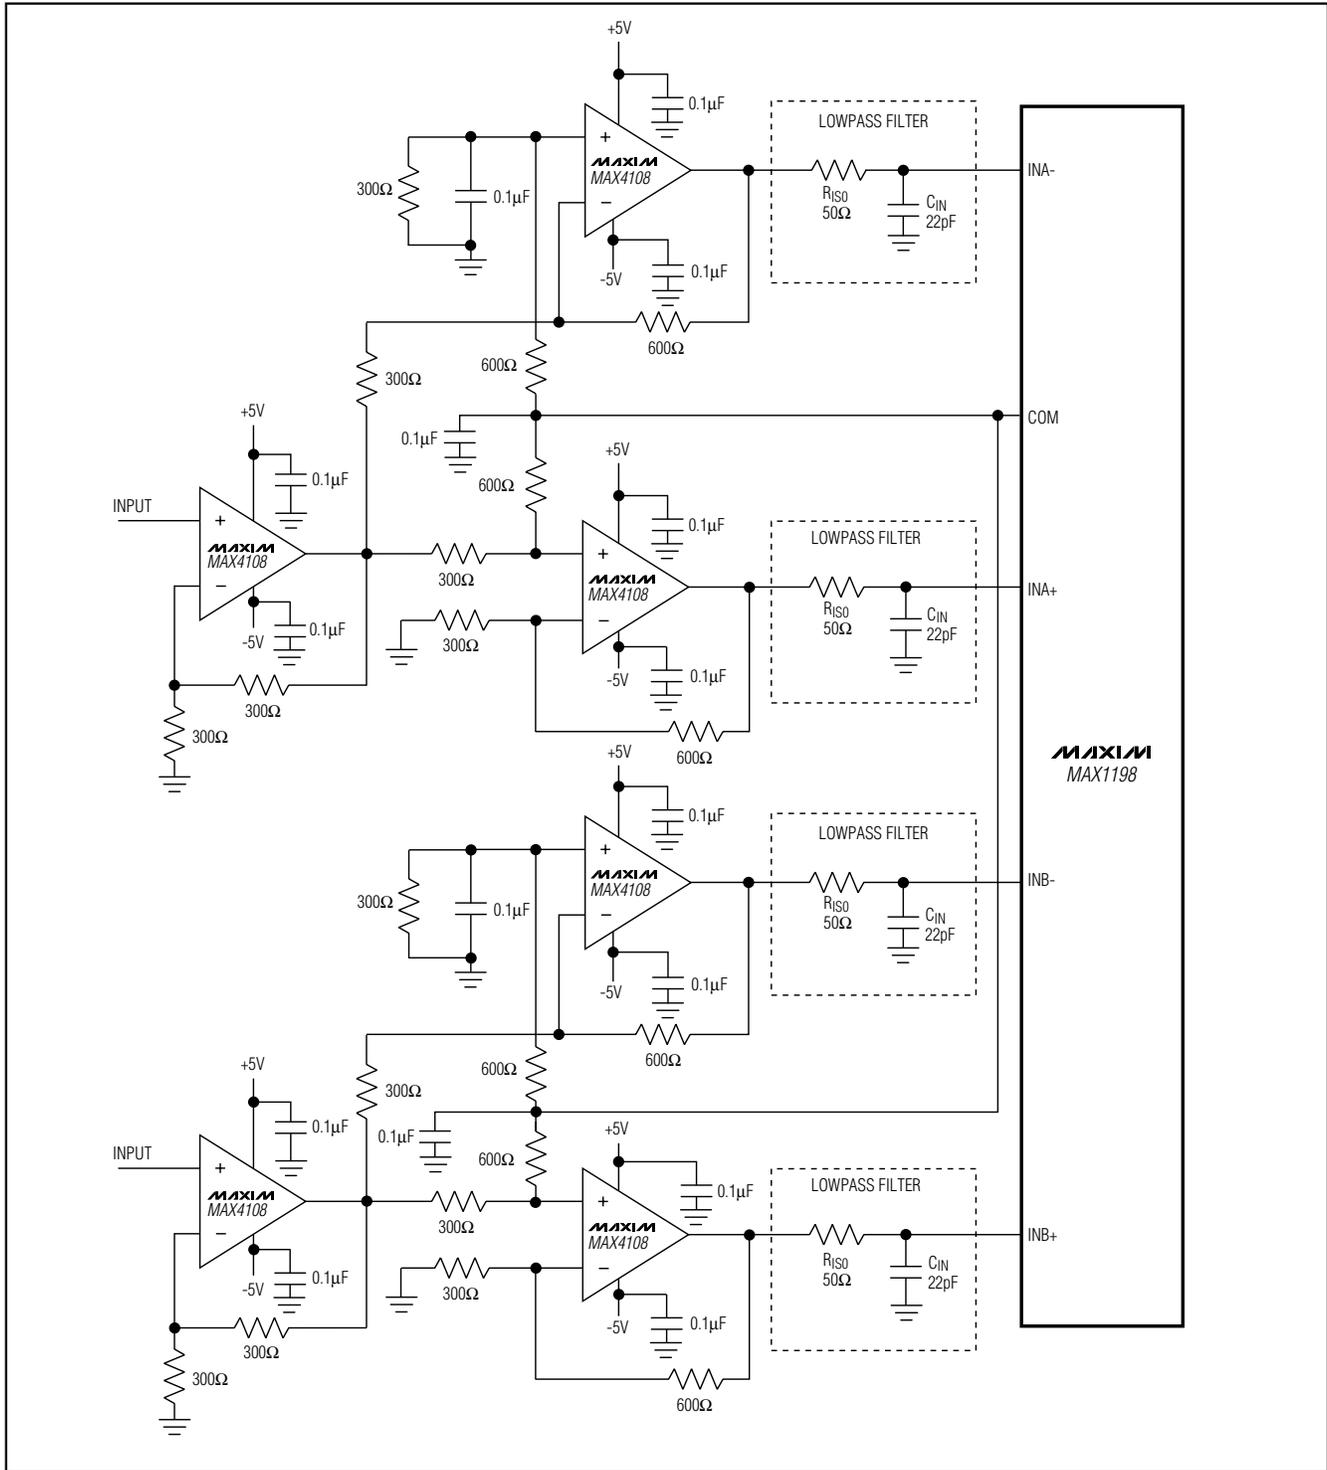 +5V
0.1µF
LOWPASS FILTER
+
MAXIM
MAX4108
INA-
300Ω
0.1µF
RISO
50Ω
CIN
22pF
−
-5V
0.1µF
600Ω
300Ω
600Ω
+5V
0.1µF
COM
+5V
0.1µF
600Ω
0.1µF
INPUT
+
LOWPASS FILTER
MAXIM
MAX4108
300Ω
+
MAXIM
MAX4108
INA+
−
RISO
50Ω
CIN
22pF
-5V
0.1µF
300Ω
−
-5V
0.1µF
300Ω
300Ω
600Ω
+5V
MAXIM
MAX1198
0.1µF
LOWPASS FILTER
+
MAXIM
MAX4108
INB-
300Ω
0.1µF
RISO
50Ω
CIN
22pF
−
-5V
0.1µF
600Ω
600Ω
+5V
300Ω
0.1µF
0.1µF
+5V
INPUT
600Ω
+
0.1µF
LOWPASS FILTER
MAXIM
MAX4108
300Ω
+
MAXIM
MAX4108
INB+
−
RISO
50Ω
CIN
22pF
-5V
0.1µF
300Ω
−
-5V
0.1µF
300Ω
300Ω
600Ω